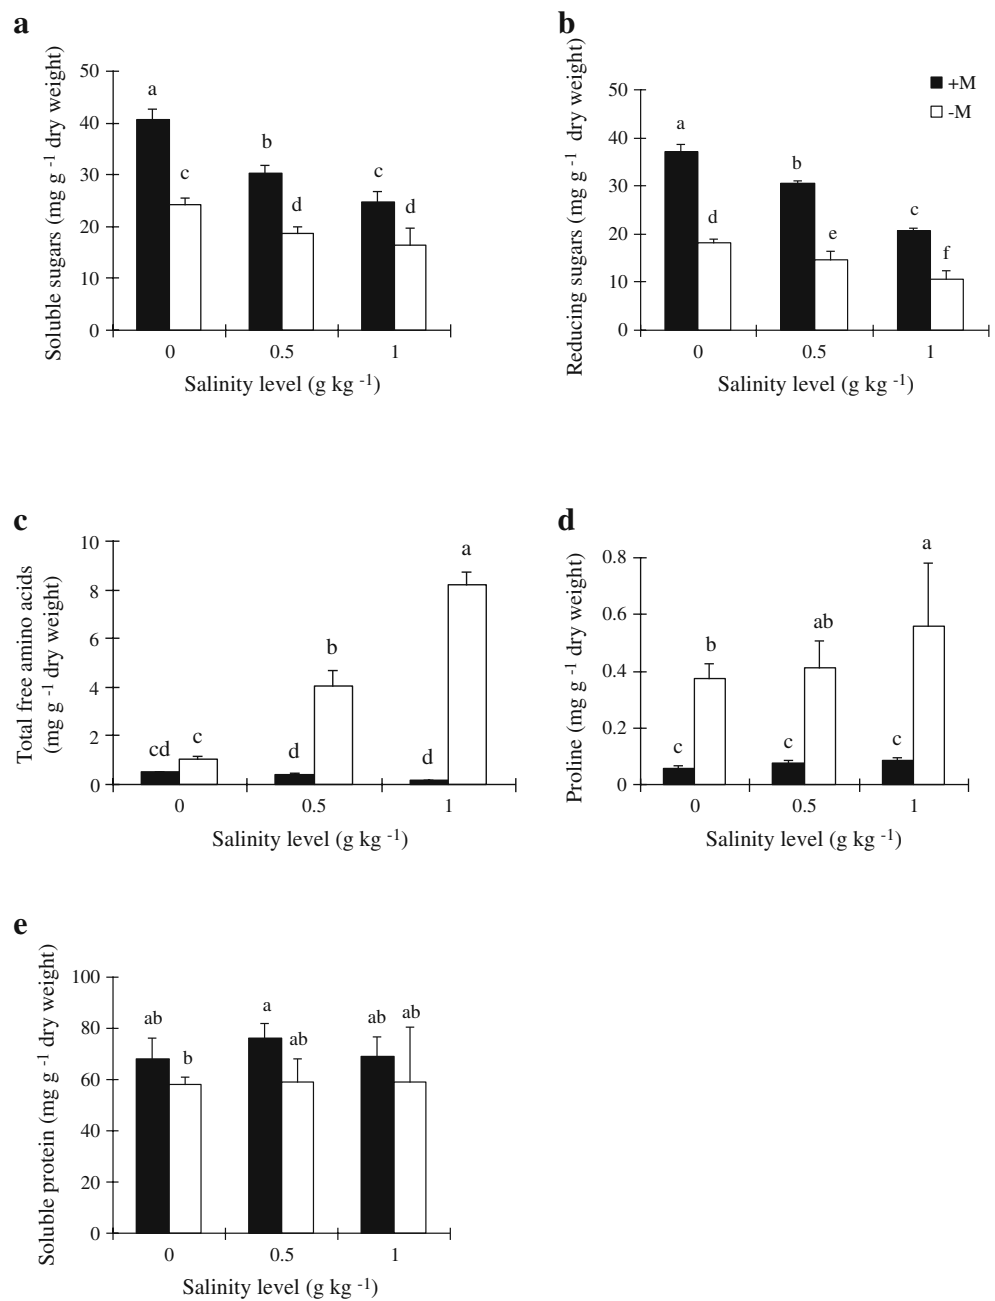 a
Soluble sugars (mg g -1 dry weight)
50
40
30
20
10
0
a
c
b
d
c
d
0 0.5 1
Salinity level (g kg -1)
b
Reducing sugars (mg g -1 dry weight)
50
40
30
20
10
0
a
d
b
e
c
f
+M
-M
0 0.5 1
Salinity level (g kg -1)
c
Total free amino acids
(mg g -1 dry weight)
10
8
6
4
2
0
cd
c
d
b
d
a
0 0.5 1
Salinity level (g kg -1)
d
Proline (mg g -1 dry weight)
0.8
0.6
0.4
0.2
0
c
b
c
ab
c
a
0 0.5 1
Salinity level (g kg -1)
e
Soluble protein (mg g -1 dry weight)
100
80
60
40
20
0
ab
b
a
ab
ab
ab
0 0.5 1
Salinity level (g kg -1)